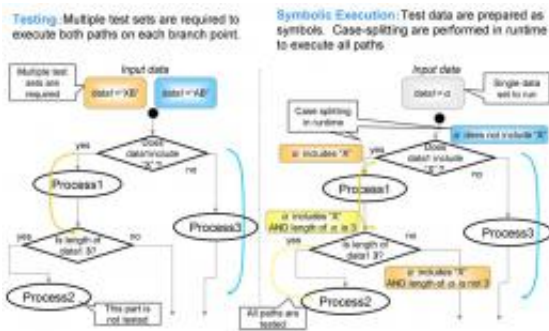 Testing: Multiple test sets are required to
execute both paths on each branch point.
Input data
Multiple test
sets are
required
data1='XB'
data1='AB'
yes
Does
data1 include
"X"?
no
Process1
Process3
yes
Is length of
data1 3?
no
Process2
This part is
not tested
Symbolic Execution: Test data are prepared as
symbols. Case-splitting are performed in runtime
to execute all paths
Input data
data1=α
Single data
set to run
Case splitting
in runtime
α does not include "X"
α includes "X"
yes
Does
data1 include
"X"?
no
Process1
Process3
α includes "X"
AND length of α is 3
yes
Is length of
data1 3?
no
α includes "X"
AND length of α is not 3
Process2
All paths are
tested